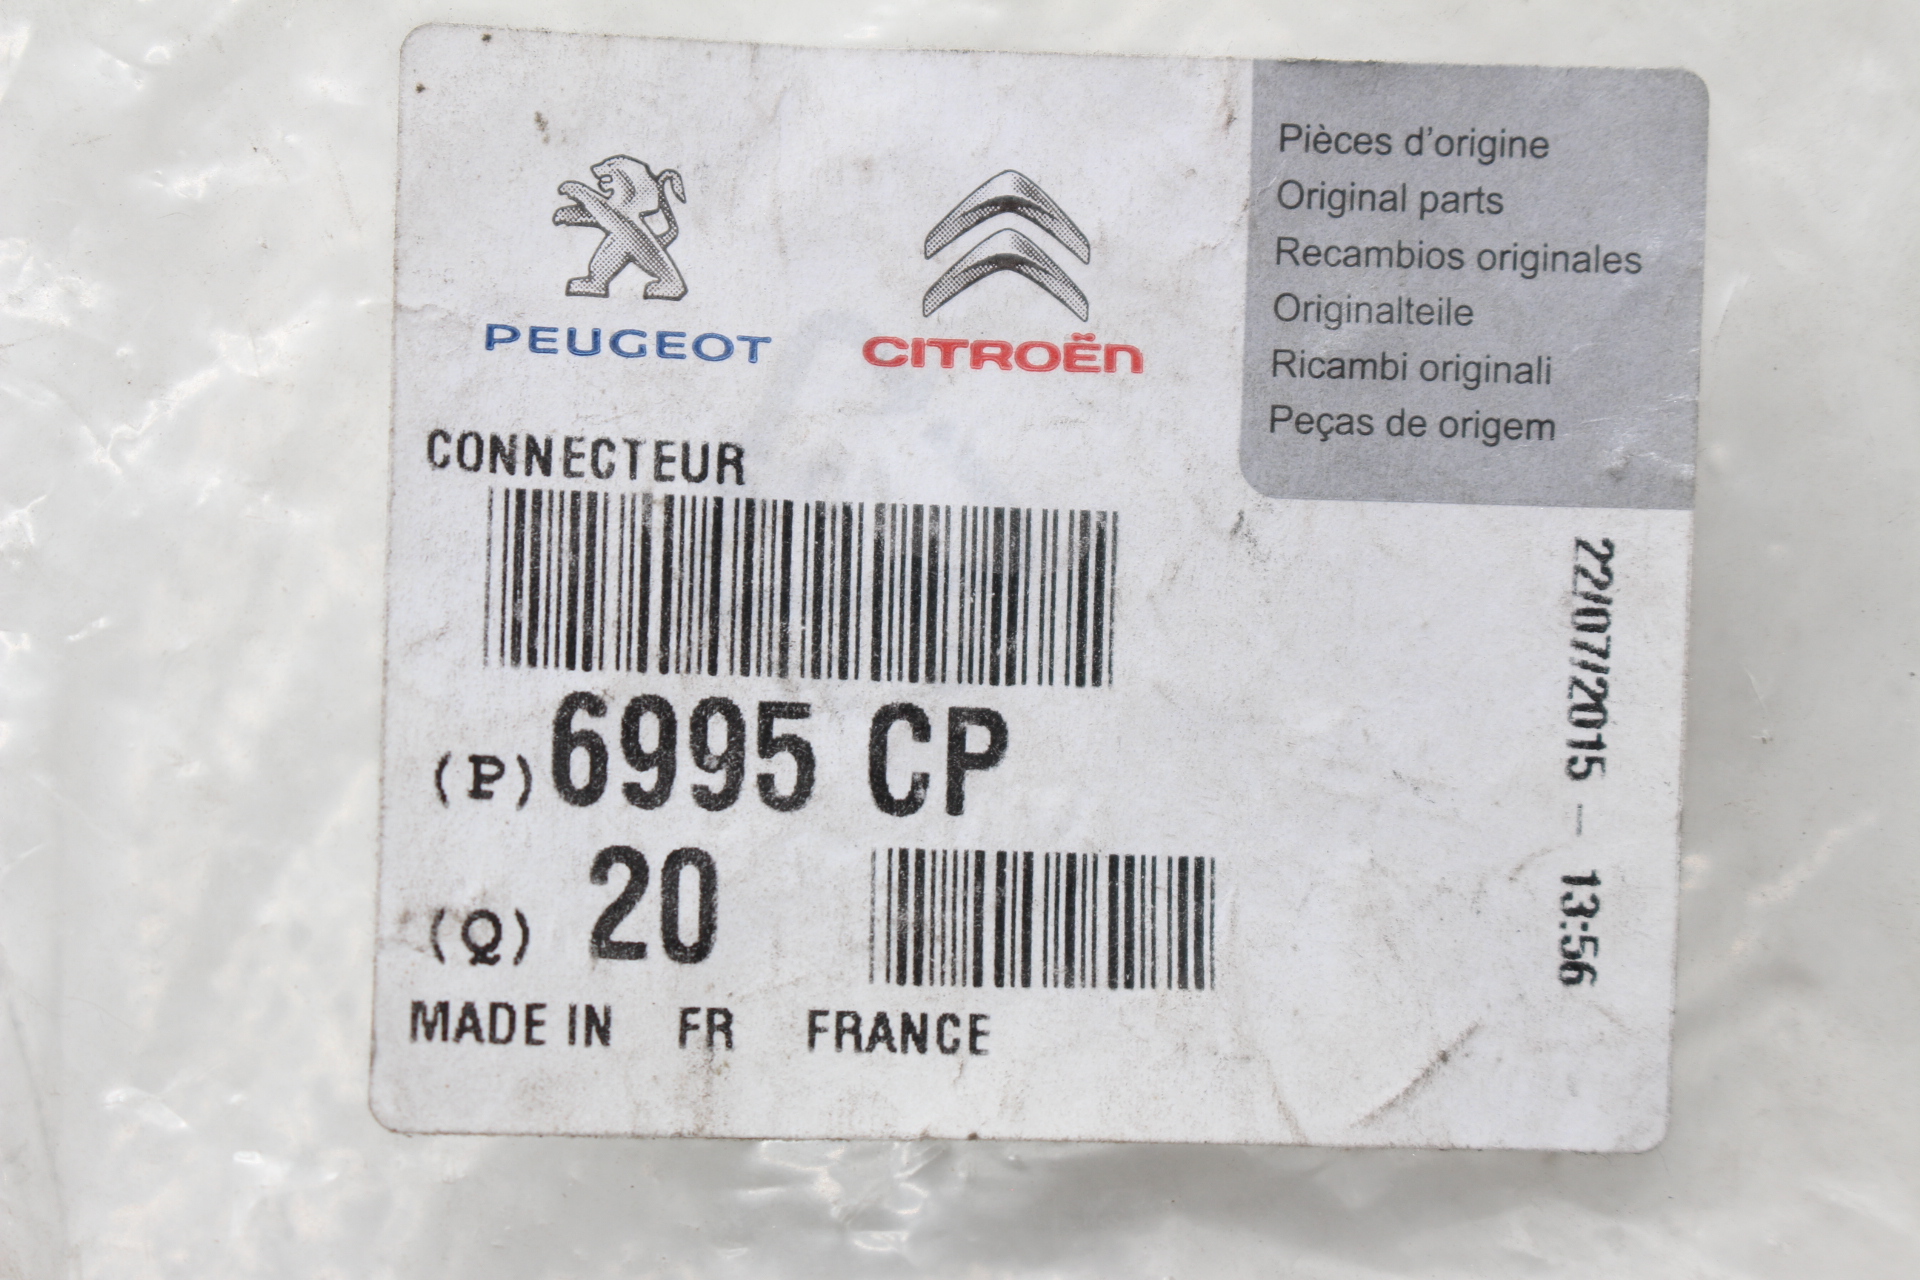 PEUGEOT
CITROËN
Pièces d'origine
Original parts
Recambios originales
Originalteile
Ricambi originali
Peças de origem
CONNECTEUR
(P) 6995 CP
(Q) 20
MADE IN FR FRANCE
22/07/2015 - 13:56